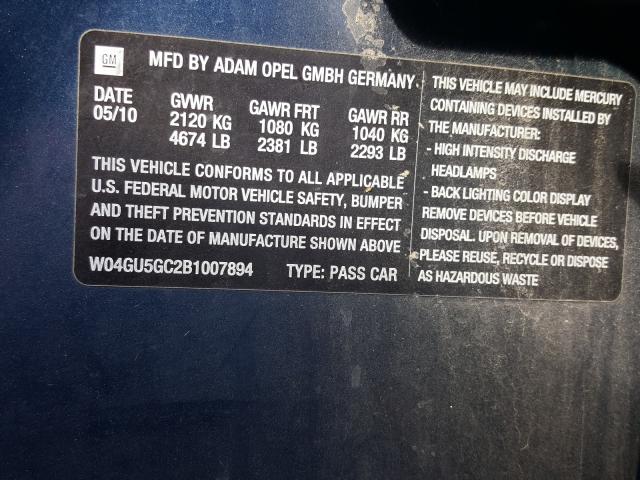 GM
MFD BY ADAM OPEL GMBH GERMANY
DATE GVWR GAWR FRT GAWR RR
05/10 2120 KG 1080 KG 1040 KG
4674 LB 2381 LB 2293 LB
THIS VEHICLE CONFORMS TO ALL APPLICABLE
U.S. FEDERAL MOTOR VEHICLE SAFETY, BUMPER
AND THEFT PREVENTION STANDARDS IN EFFECT
ON THE DATE OF MANUFACTURE SHOWN ABOVE
W04GU5GC2B1007894 TYPE: PASS CAR
THIS VEHICLE MAY INCLUDE MERCURY
CONTAINING DEVICES INSTALLED BY
THE MANUFACTURER:
- HIGH INTENSITY DISCHARGE
HEADLAMPS
- BACK LIGHTING COLOR DISPLAY
REMOVE DEVICES BEFORE VEHICLE
DISPOSAL. UPON REMOVAL OF DEVICES,
PLEASE REUSE, RECYCLE OR DISPOSE
AS HAZARDOUS WASTE